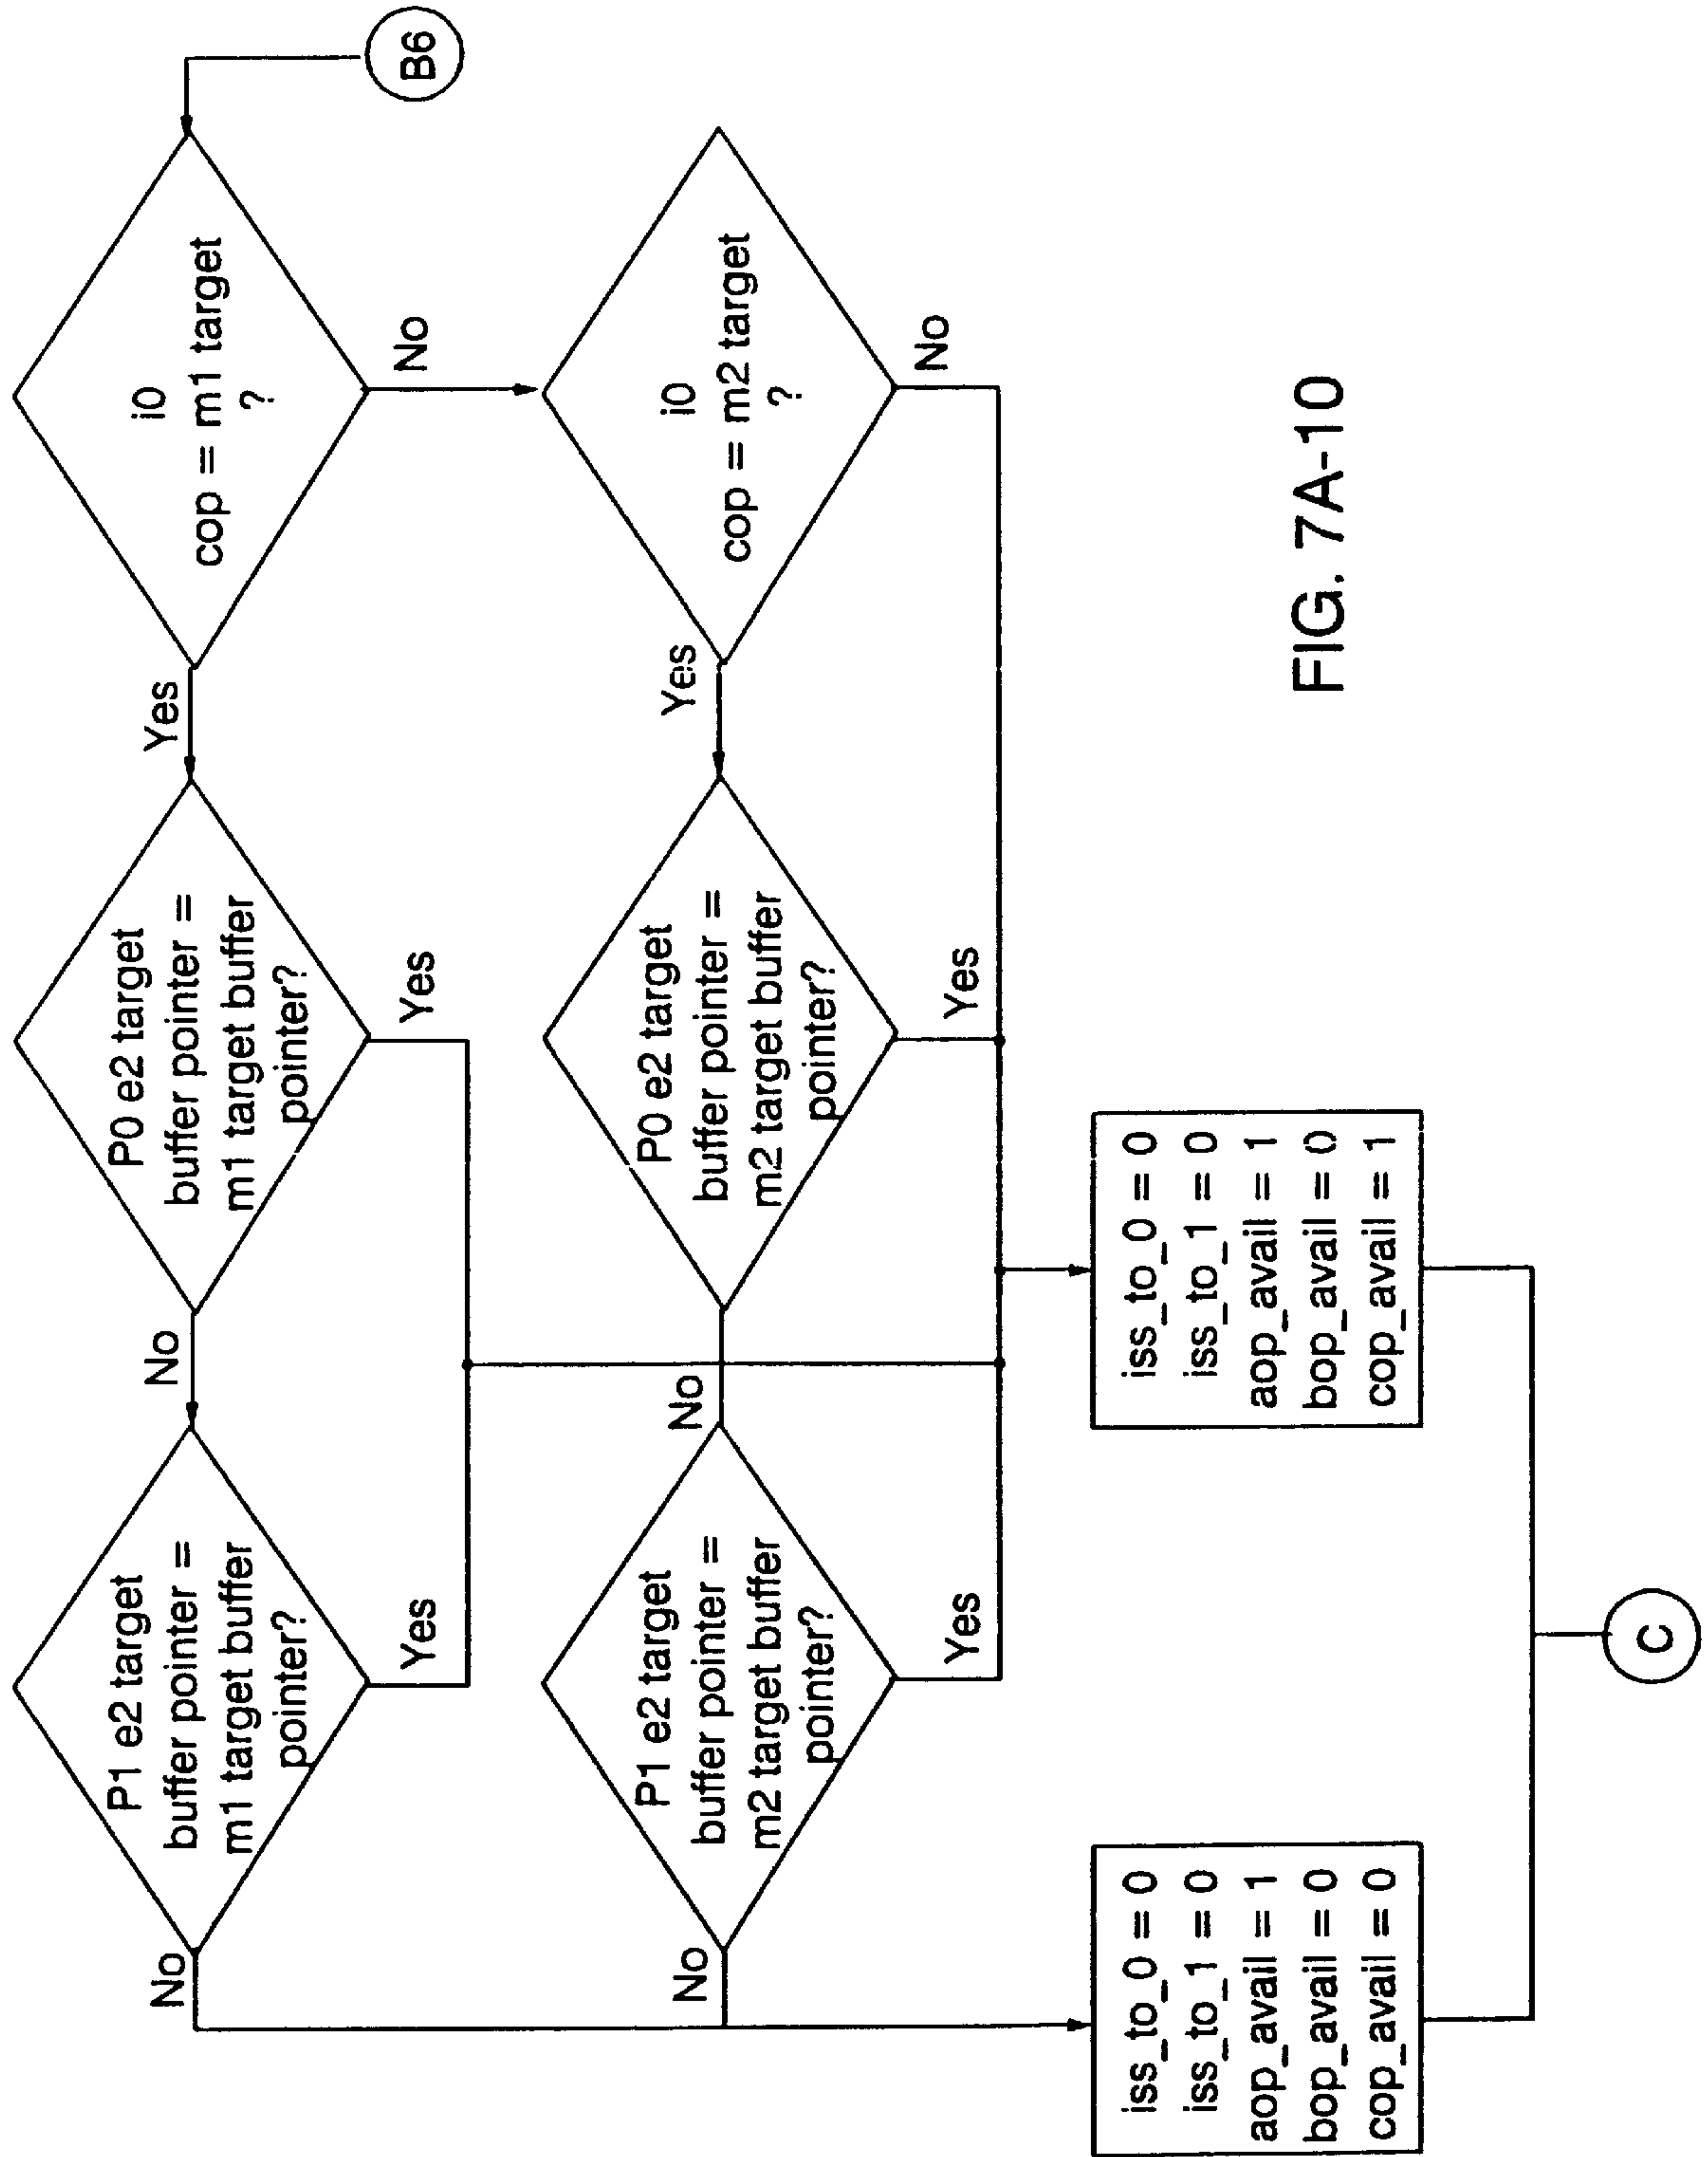 B6
i0
cop = m1 target
?
Yes
No
P0 e2 target
buffer pointer =
m1 target buffer
pointer?
Yes
No
P1 e2 target
buffer pointer =
m1 target buffer
pointer?
Yes
No
i0
cop = m2 target
?
Yes
No
P0 e2 target
buffer pointer =
m2 target buffer
pointer?
Yes
No
P1 e2 target
buffer pointer =
m2 target buffer
pointer?
Yes
No
iss_to_0 = 0
iss_to_1 = 0
aop_avail = 1
bop_avail = 0
cop_avail = 1
iss_to_0 = 0
iss_to_1 = 0
aop_avail = 1
bop_avail = 0
cop_avail = 0
C
FIG. 7A-10